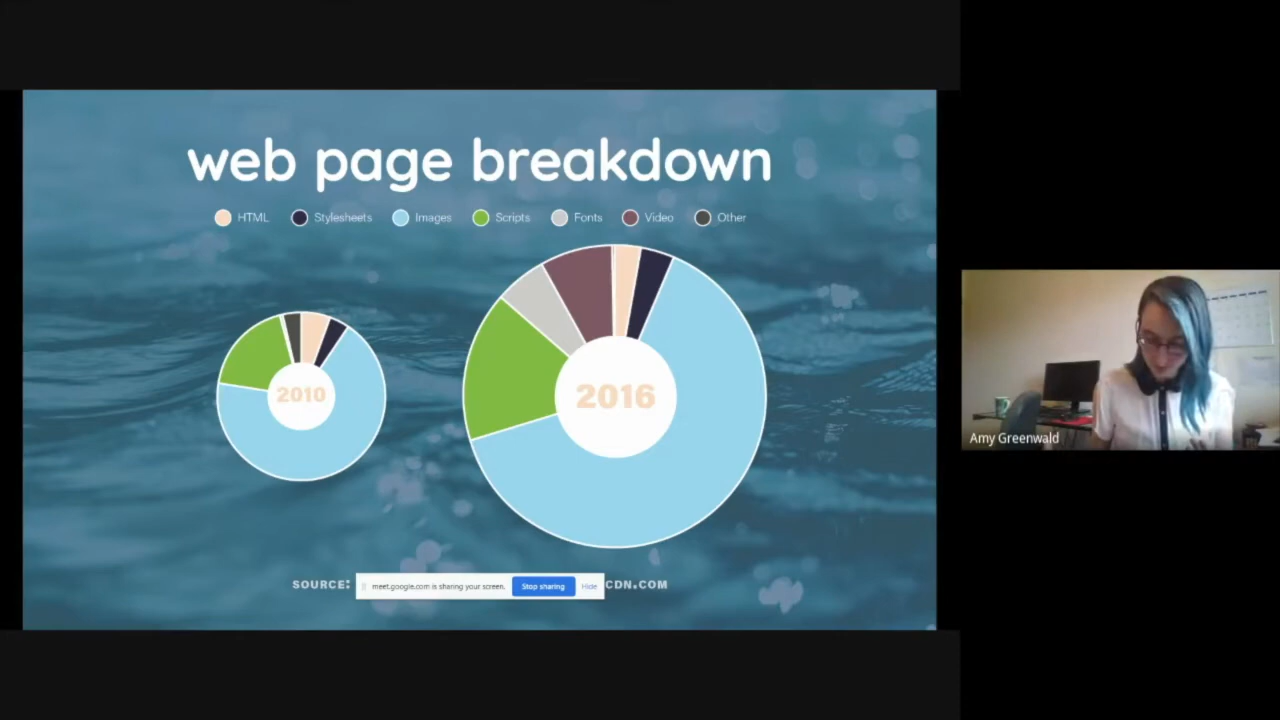 web page breakdown
HTML Stylesheets Images Scripts Fonts Video Other
2010
2016
SOURCE: CDN.COM
meet.google.com is sharing your screen. Stop sharing Hide
Amy Greenwald